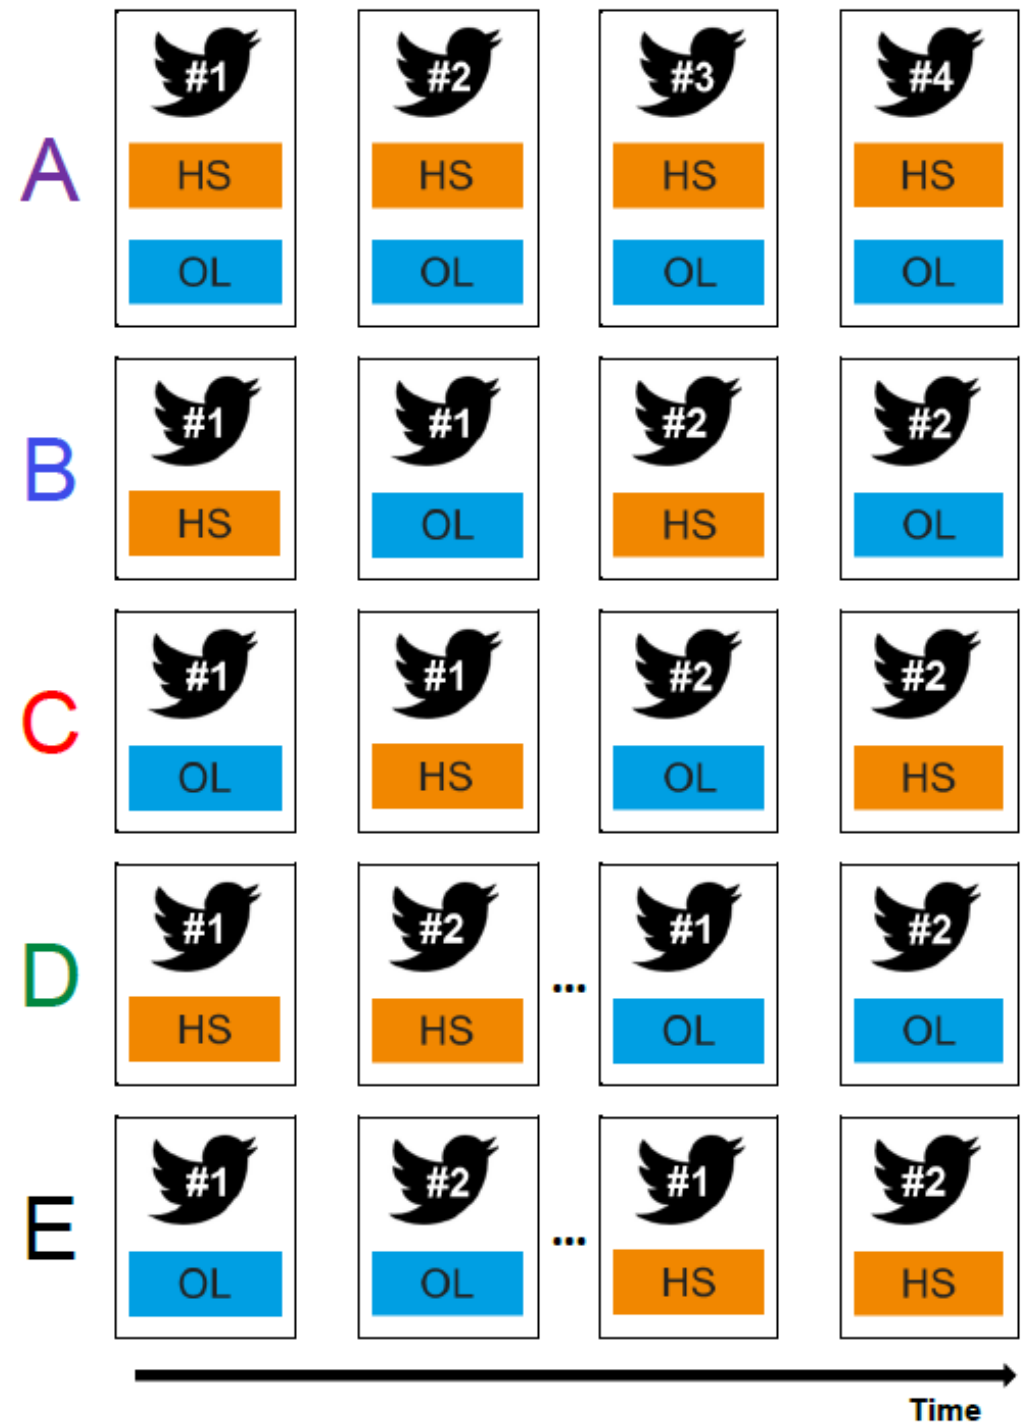 #1 #2 #3 #4
A
HS HS HS HS
OL OL OL OL
#1 #1 #2 #2
B
HS OL HS OL
#1 #1 #2 #2
C
OL HS OL HS
#1 #2 #1 #2
D
...
HS HS OL OL
#1 #2 #1 #2
E
...
OL OL HS HS
Time